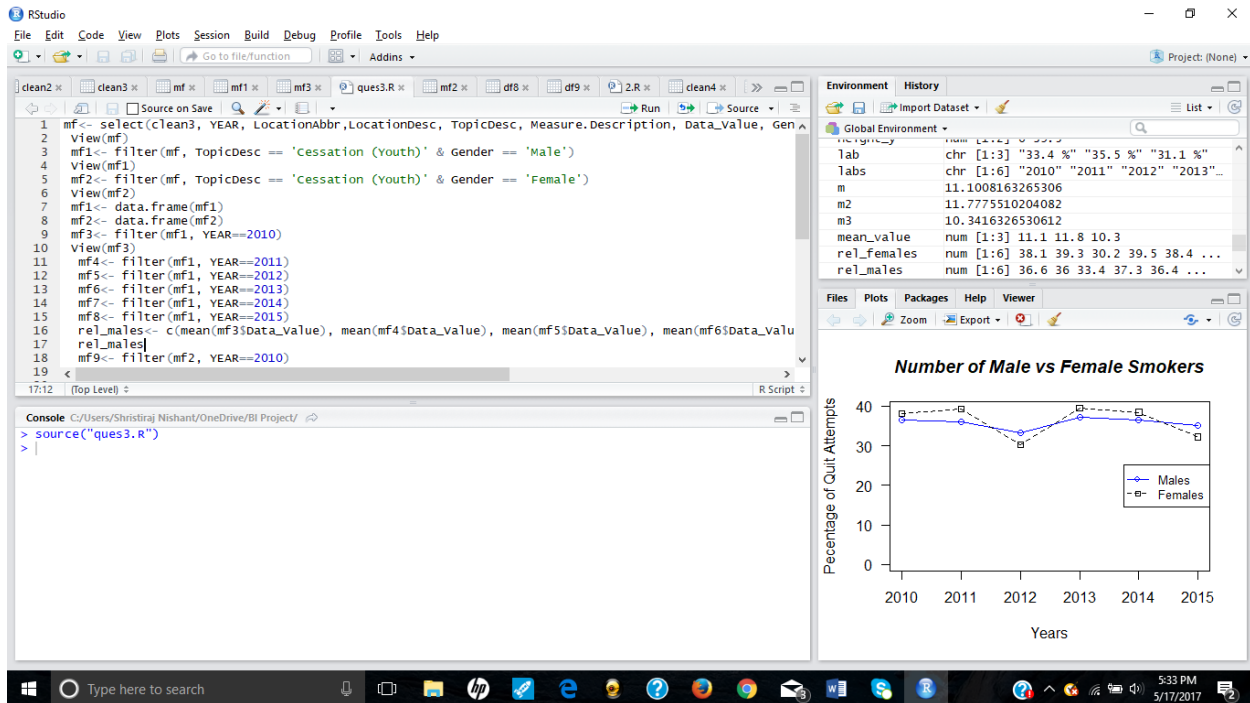 RStudio
File Edit Code View Plots Session Build Debug Profile Tools Help
Go to file/function Addins Project: (None)
clean2 clean3 mf mf1 mf3 ques3.R mf2 df8 df9 2.R clean4
Source on Save Run Source
1 mf<- select(clean3, YEAR, LocationAbbr,LocationDesc, TopicDesc, Measure.Description, Data_Value, Gen
2 View(mf)
3 mf1<- filter(mf, TopicDesc == 'Cessation (Youth)' & Gender == 'Male')
4 View(mf1)
5 mf2<- filter(mf, TopicDesc == 'Cessation (Youth)' & Gender == 'Female')
6 View(mf2)
7 mf1<- data.frame(mf1)
8 mf2<- data.frame(mf2)
9 mf3<- filter(mf1, YEAR==2010)
10 View(mf3)
11 mf4<- filter(mf1, YEAR==2011)
12 mf5<- filter(mf1, YEAR==2012)
13 mf6<- filter(mf1, YEAR==2013)
14 mf7<- filter(mf1, YEAR==2014)
15 mf8<- filter(mf1, YEAR==2015)
16 rel_males<- c(mean(mf3$Data_Value), mean(mf4$Data_Value), mean(mf5$Data_Value), mean(mf6$Data_Valu
17 rel_males
18 mf9<- filter(mf2, YEAR==2010)
19
17:12 (Top Level) R Script
Console C:/Users/Shristiraj Nishant/OneDrive/BI Project/
> source("ques3.R")
>
Environment History
Import Dataset List
Global Environment
lab chr [1:3] "33.4 %" "35.5 %" "31.1 %"
labs chr [1:6] "2010" "2011" "2012" "2013"…
m 11.1008163265306
m2 11.7775510204082
m3 10.3416326530612
mean_value num [1:3] 11.1 11.8 10.3
rel_females num [1:6] 38.1 39.3 30.2 39.5 38.4 ...
rel_males num [1:6] 36.6 36 33.4 37.3 36.4 ...
Files Plots Packages Help Viewer
Zoom Export
Number of Male vs Female Smokers
Pecentage of Quit Attempts
40
30
20
10
0
Males
Females
2010 2011 2012 2013 2014 2015
Years
Type here to search
hp
3
5:33 PM
5/17/2017
2